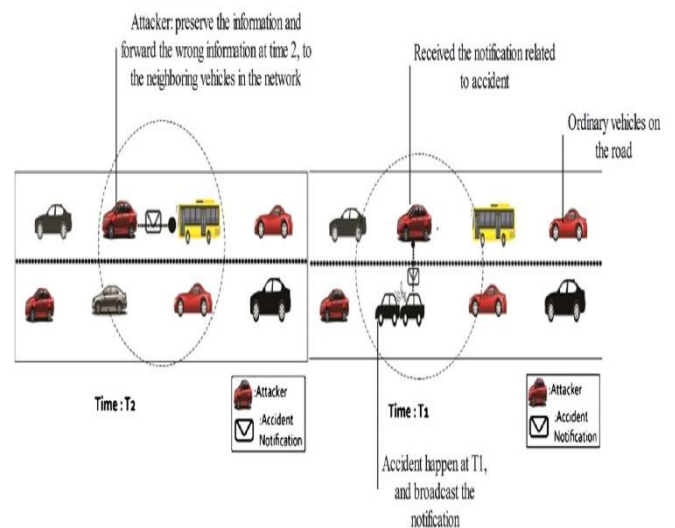 Attacker: preserve the information and
forward the wrong information at time 2, to
the neighboring vehicles in the network
Received the notification related
to accident
Ordinary vehicles on
the road
Time : T2
:Attacker
:Accident
Notification
Time : T1
:Attacker
:Accident
Notification
Accident happen at T1,
and broadcast the
notification